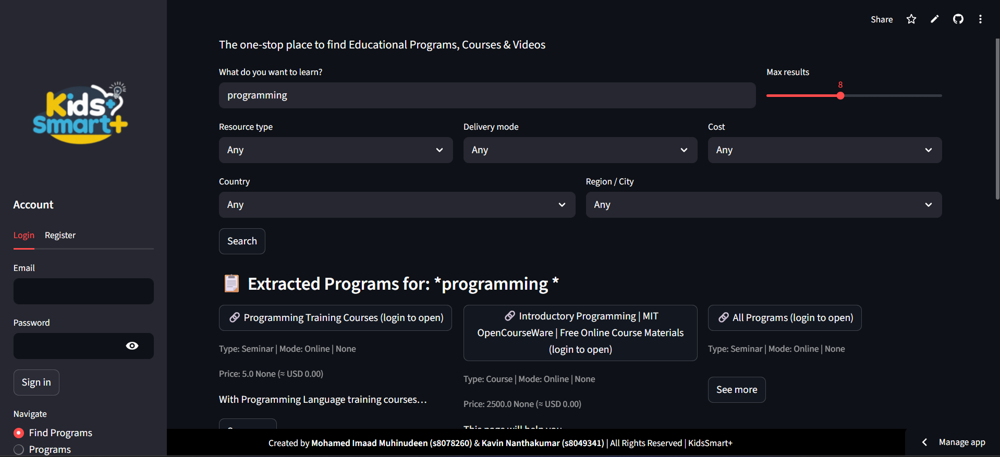 Kids
Smart+
Account
Login
Register
Email
Password
Sign in
Navigate
Find Programs
Programs
Share
The one-stop place to find Educational Programs, Courses & Videos
What do you want to learn?
programming
Max results
8
Resource type
Any
Delivery mode
Any
Cost
Any
Country
Any
Region / City
Any
Search
📋 Extracted Programs for: *programming *
🔗 Programming Training Courses (login to open)
Type: Seminar | Mode: Online | None
Price: 5.0 None (≈ USD 0.00)
With Programming Language training courses…
🔗 Introductory Programming | MIT
OpenCourseWare | Free Online Course Materials
(login to open)
Type: Course | Mode: Online | None
Price: 2500.0 None (≈ USD 0.00)
This page will help you
🔗 All Programs (login to open)
Type: Seminar | Mode: Online | None
See more
Created by Mohamed Imaad Muhinudeen (s8078260) & Kavin Nanthakumar (s8049341) | All Rights Reserved | KidsSmart+
Manage app